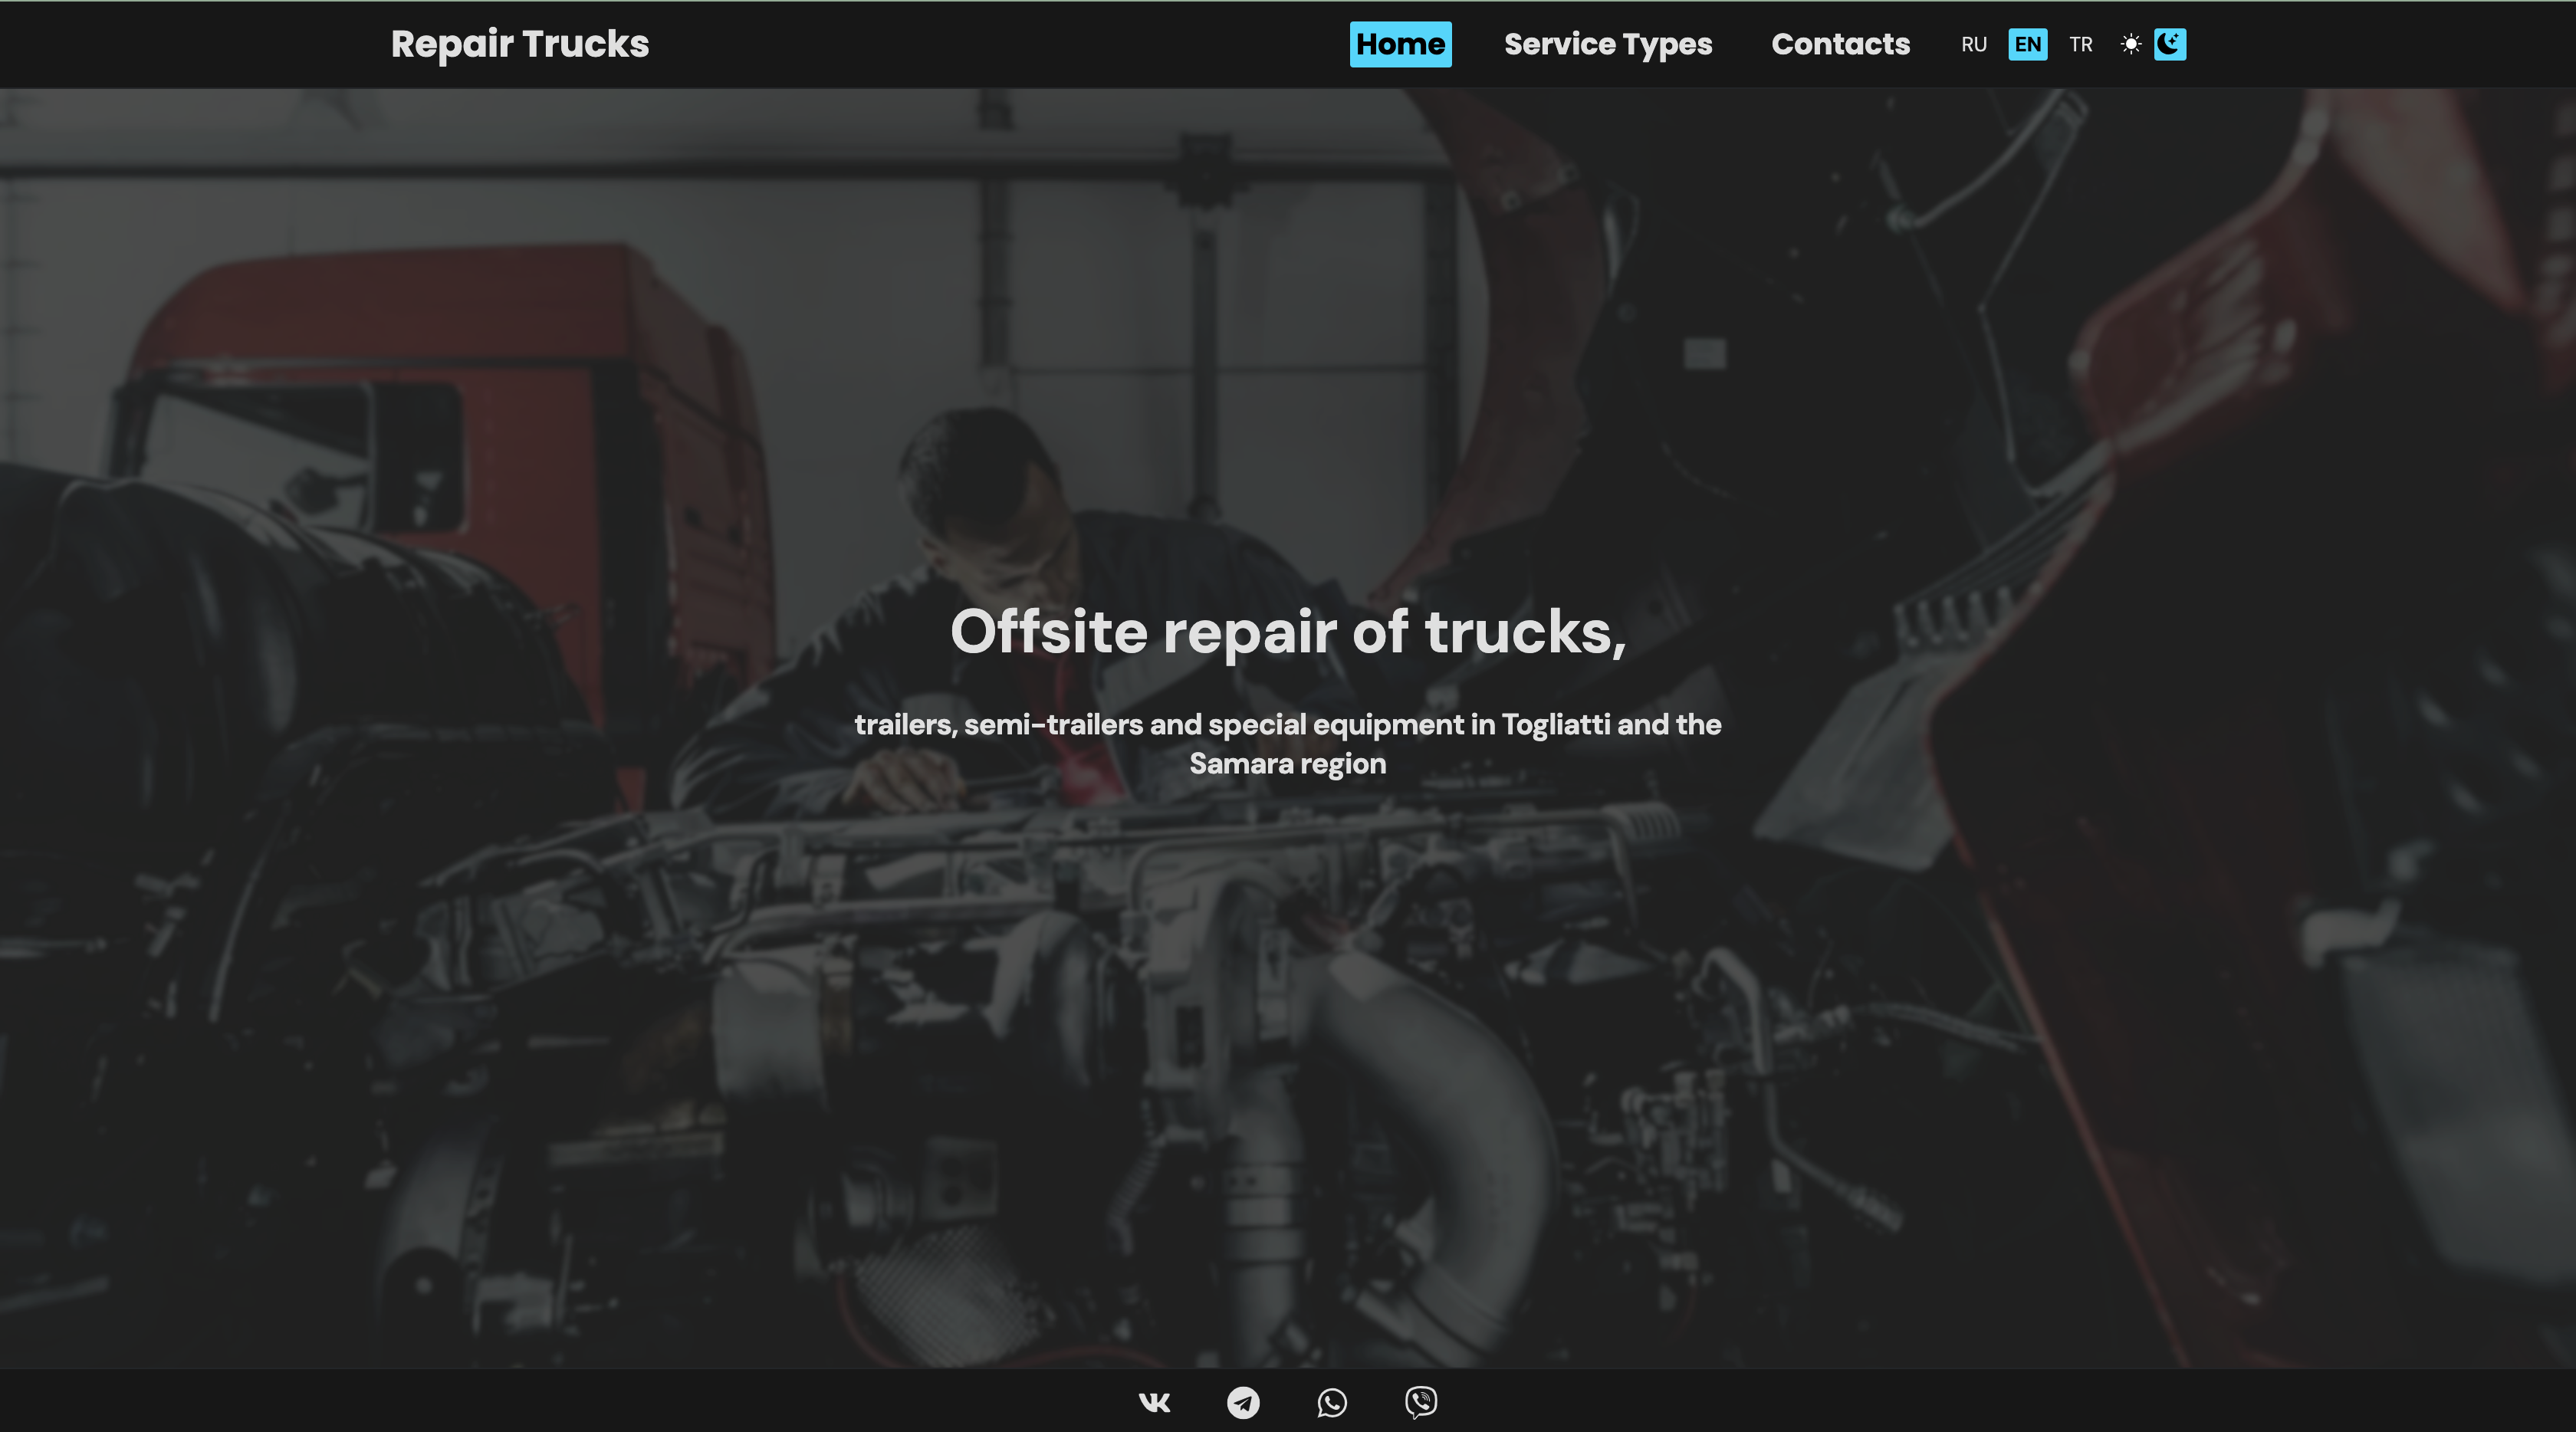 Repair Trucks
Home Service Types Contacts RU EN TR
Offsite repair of trucks,
trailers, semi-trailers and special equipment in Togliatti and the
Samara region